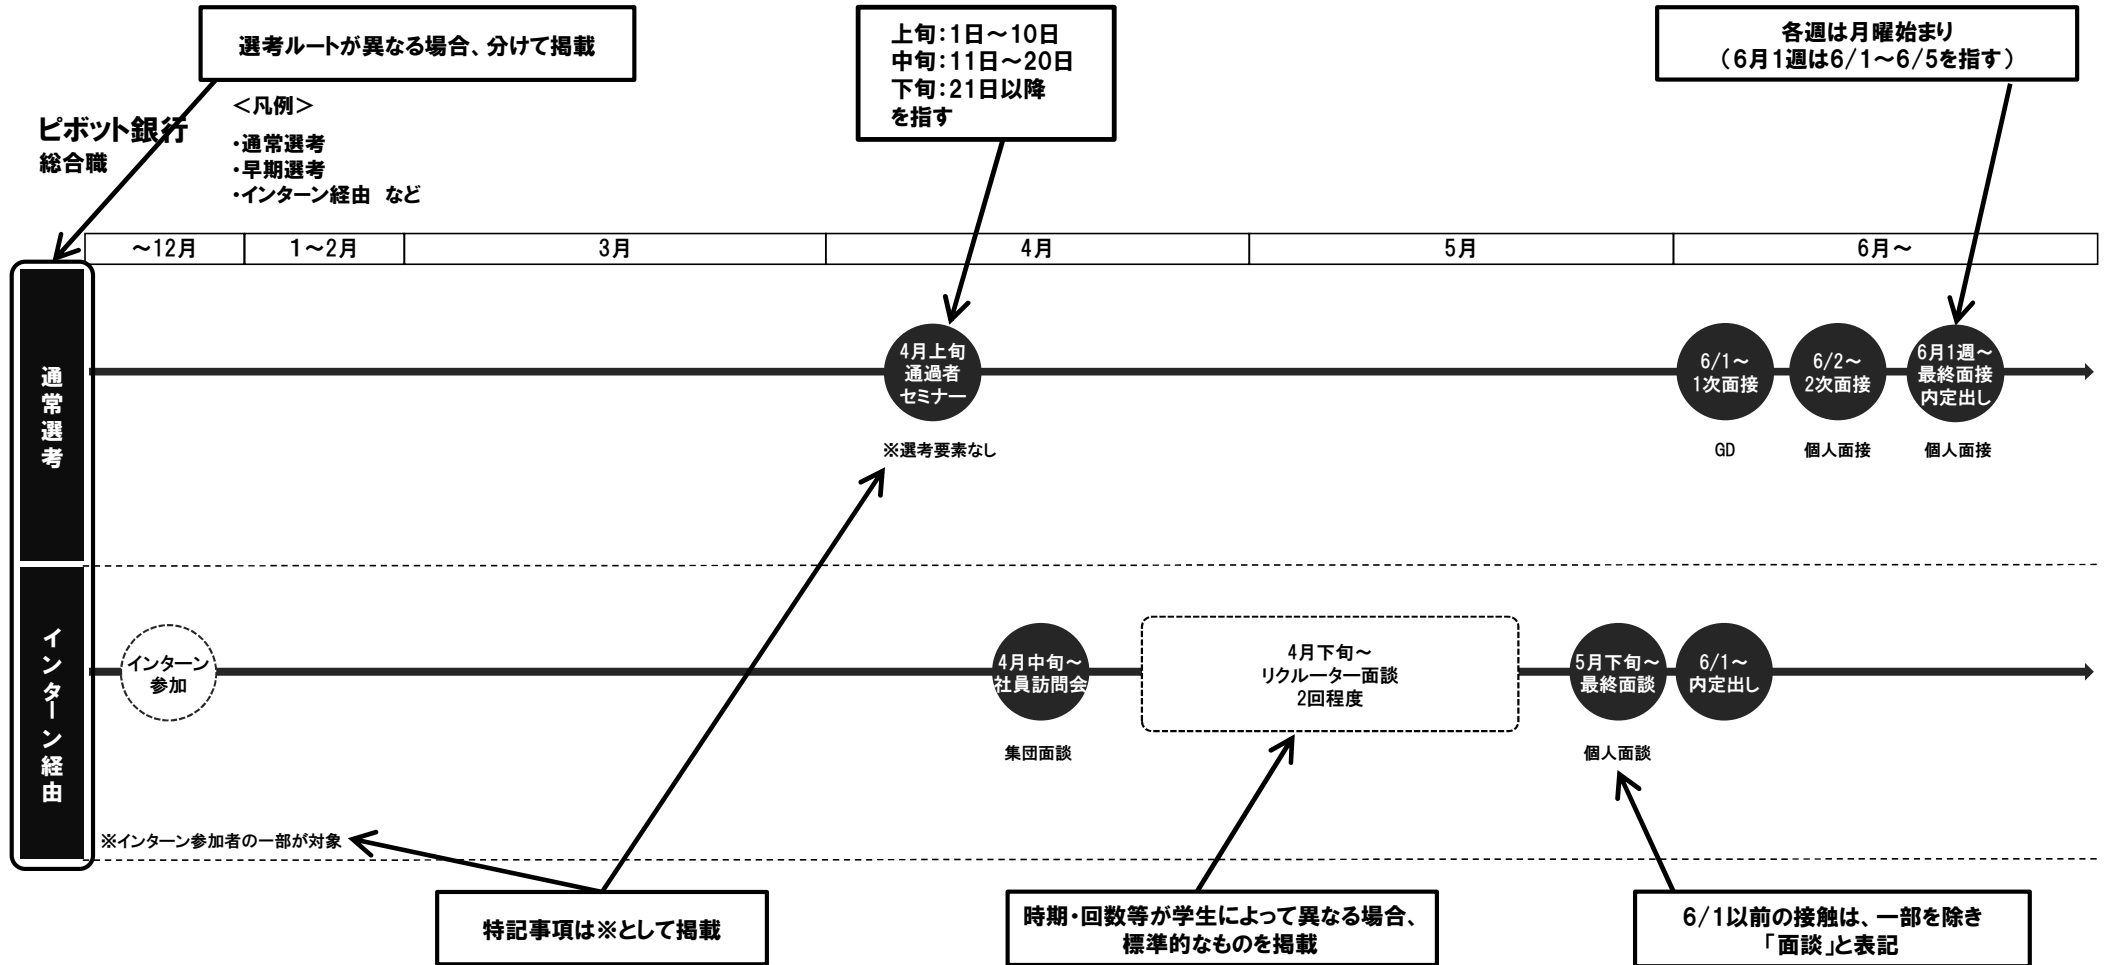 選考ルートが異なる場合、分けて掲載
上旬：1日～10日
中旬：11日～20日
下旬：21日以降
を指す
各週は月曜始まり
（6月1週は6/1～6/5を指す）
ピボット銀行
総合職
＜凡例＞
・通常選考
・早期選考
・インターン経由　など
～12月
1～2月
3月
4月
5月
6月～
通常選考
4月上旬
通過者
セミナー
※選考要素なし
6/1～
1次面接
GD
6/2～
2次面接
個人面接
6月1週～
最終面接
内定出し
個人面接
インターン経由
インターン
参加
※インターン参加者の一部が対象
4月中旬～
社員訪問会
集団面談
4月下旬～
リクルーター面談
2回程度
5月下旬～
最終面談
個人面談
6/1～
内定出し
特記事項は※として掲載
時期・回数等が学生によって異なる場合、
標準的なものを掲載
6/1以前の接触は、一部を除き
「面談」と表記